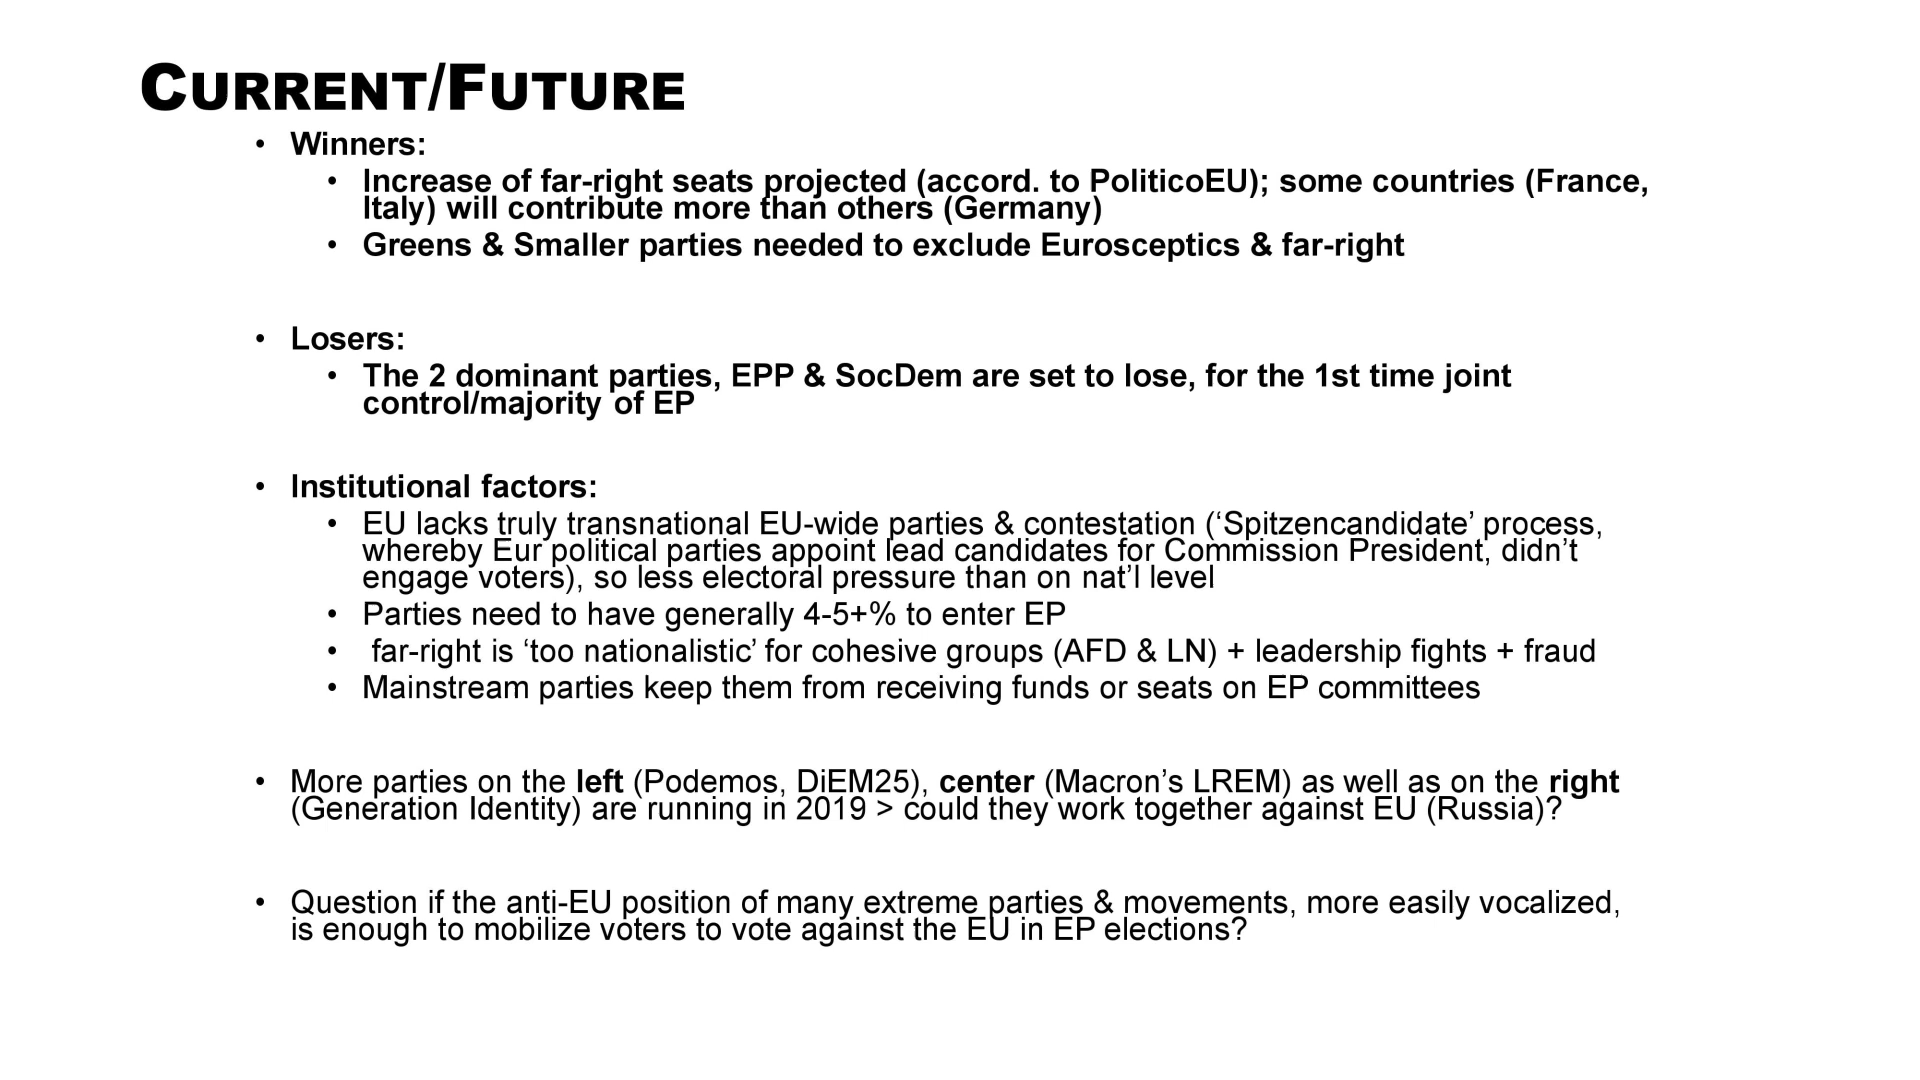 CURRENT/FUTURE
• Winners:
• Increase of far-right seats projected (accord. to PoliticoEU); some countries (France,
Italy) will contribute more than others (Germany)
• Greens & Smaller parties needed to exclude Eurosceptics & far-right
• Losers:
• The 2 dominant parties, EPP & SocDem are set to lose, for the 1st time joint
control/majority of EP
• Institutional factors:
• EU lacks truly transnational EU-wide parties & contestation (‘Spitzencandidate’ process,
whereby Eur political parties appoint lead candidates for Commission President, didn’t
engage voters), so less electoral pressure than on nat’l level
• Parties need to have generally 4-5+% to enter EP
• far-right is ‘too nationalistic’ for cohesive groups (AFD & LN) + leadership fights + fraud
• Mainstream parties keep them from receiving funds or seats on EP committees
• More parties on the left (Podemos, DiEM25), center (Macron’s LREM) as well as on the right
(Generation Identity) are running in 2019 > could they work together against EU (Russia)?
• Question if the anti-EU position of many extreme parties & movements, more easily vocalized,
is enough to mobilize voters to vote against the EU in EP elections?